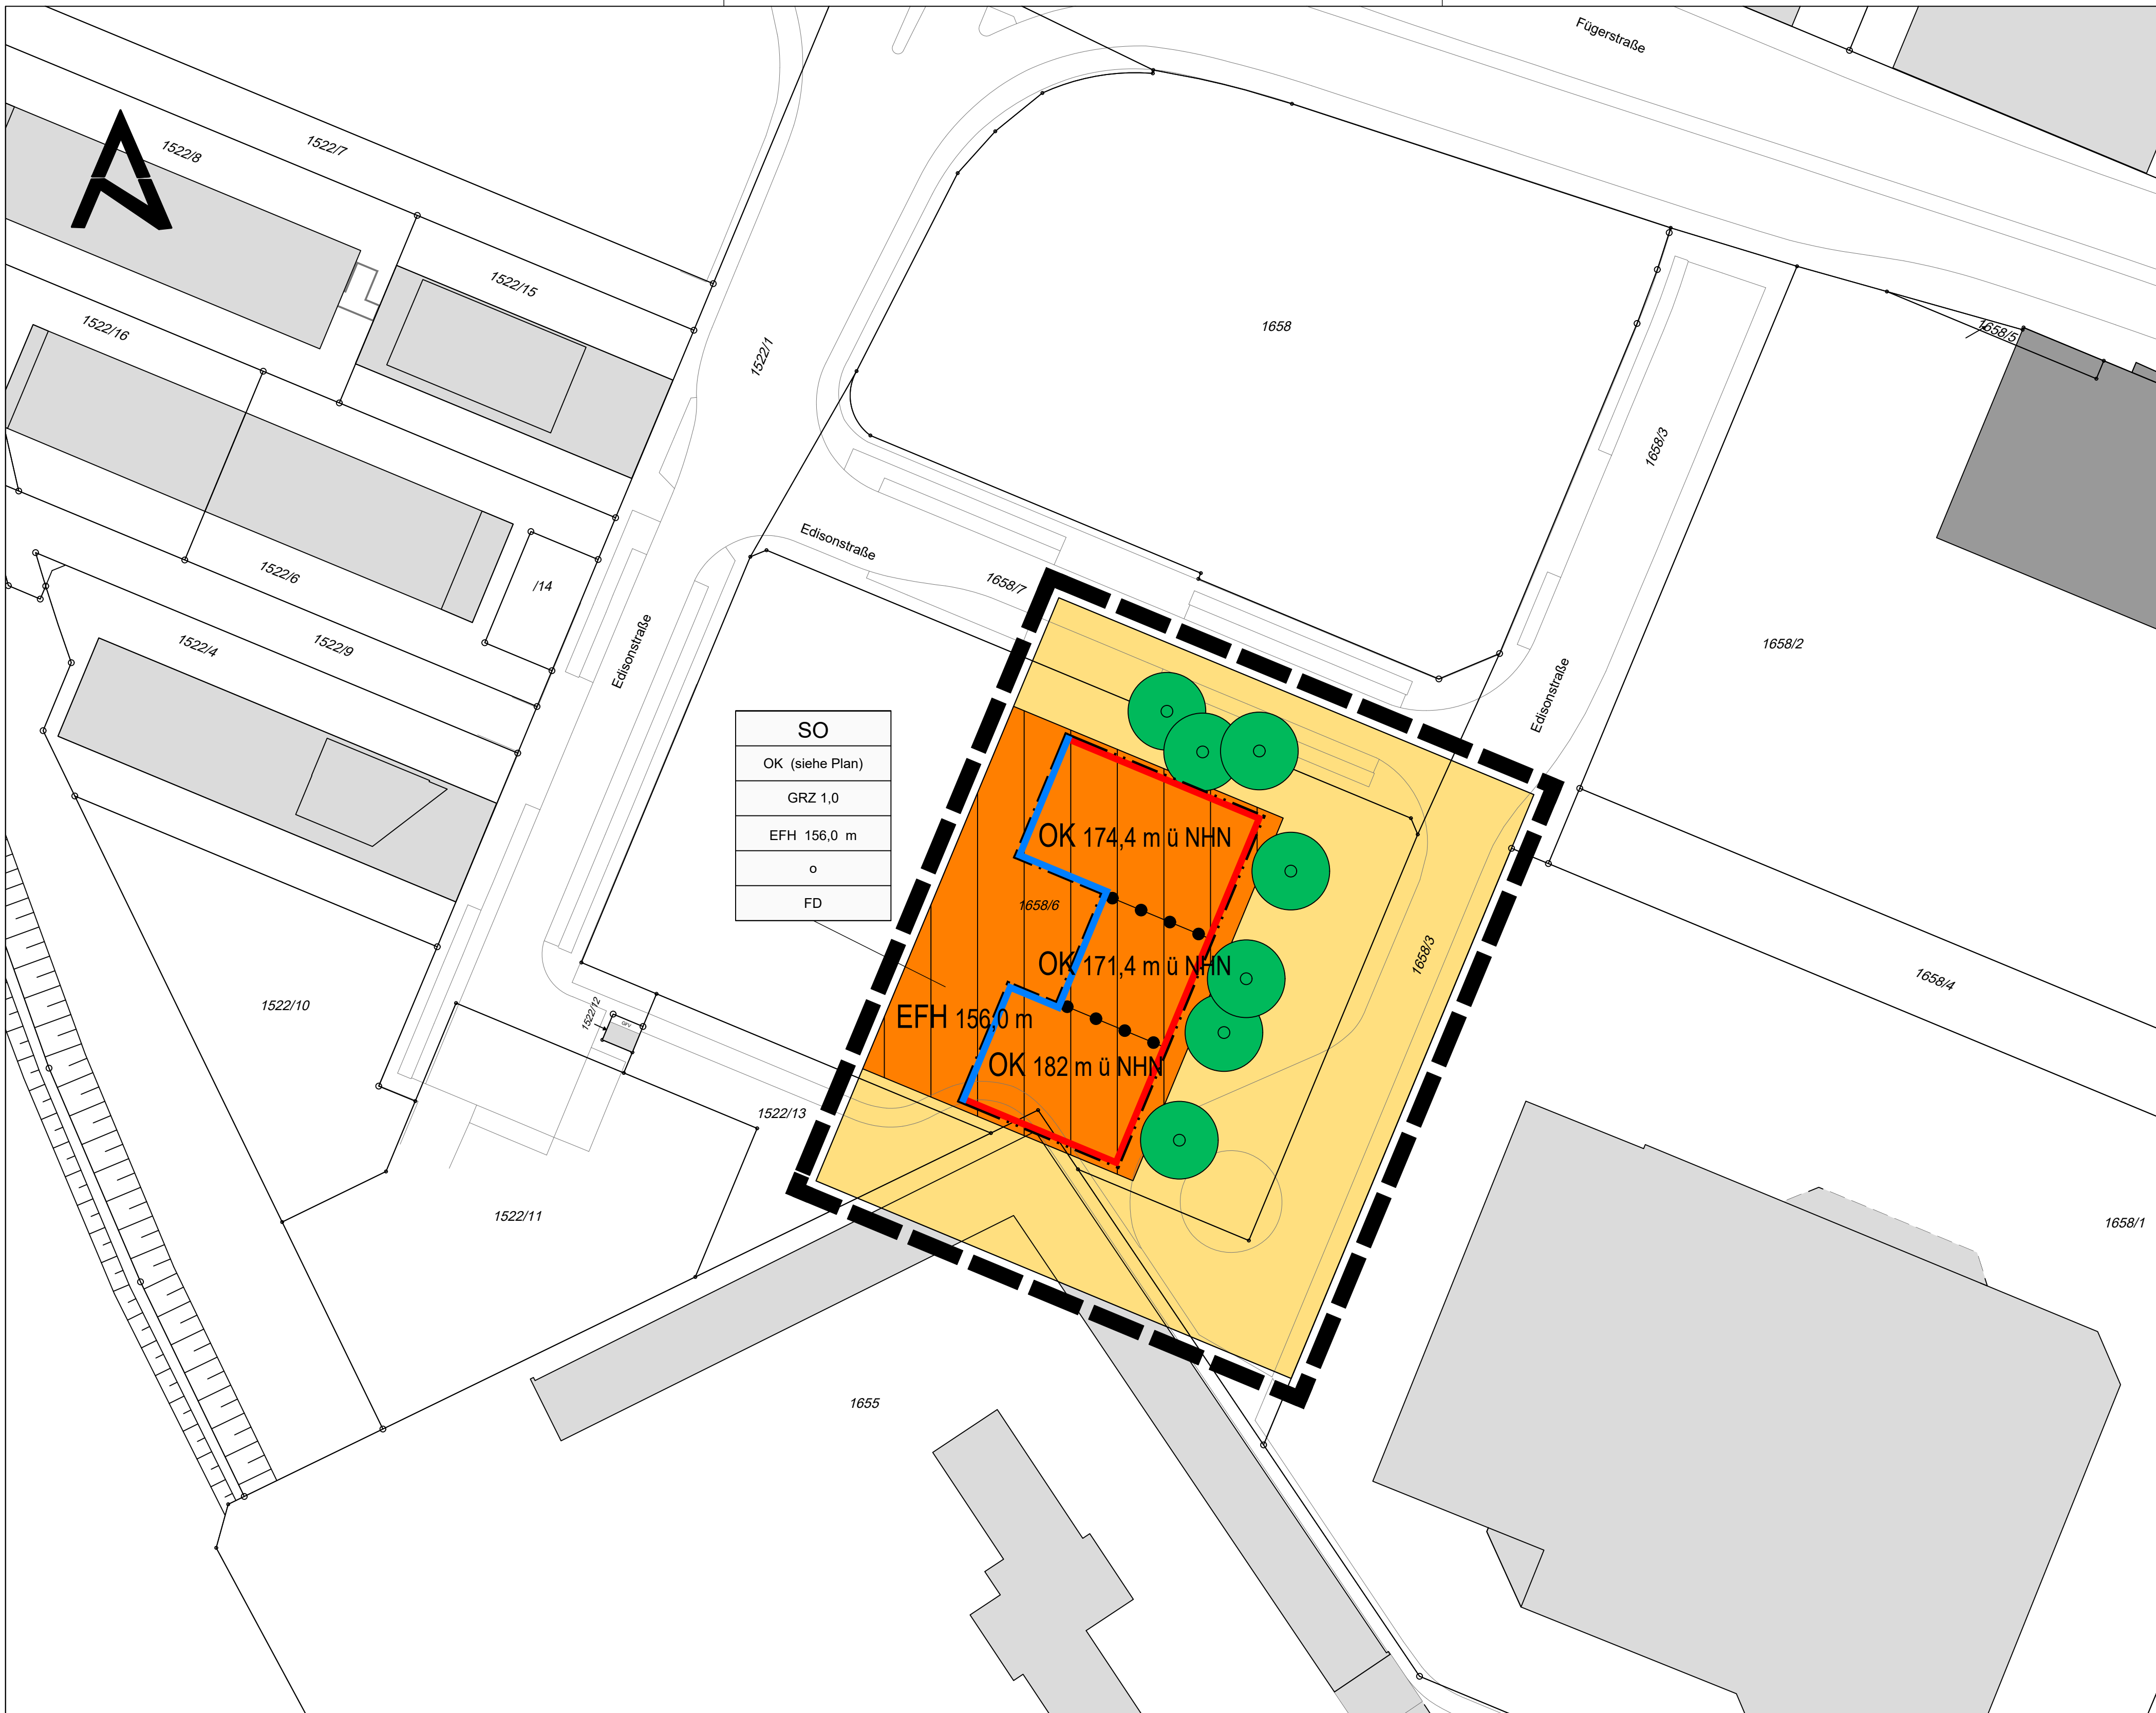 Fügerstraße
1522/7
1522/8
1522/15
1522/16
1522/1
1658
1658/5
1658/3
Edisonstraße
1522/6
/14
1658/7
1522/4
1522/9
Edisonstraße
1658/2
Edisonstraße
SO
OK (siehe Plan)
GRZ 1,0
EFH 156,0 m
o
FD
OK 174,4 m ü NHN
1658/6
OK 171,4 m ü NHN
1658/3
1658/4
1522/10
1522/12
GFV
EFH 156,0 m
OK 182 m ü NHN
1522/13
1522/11
1658/1
1655